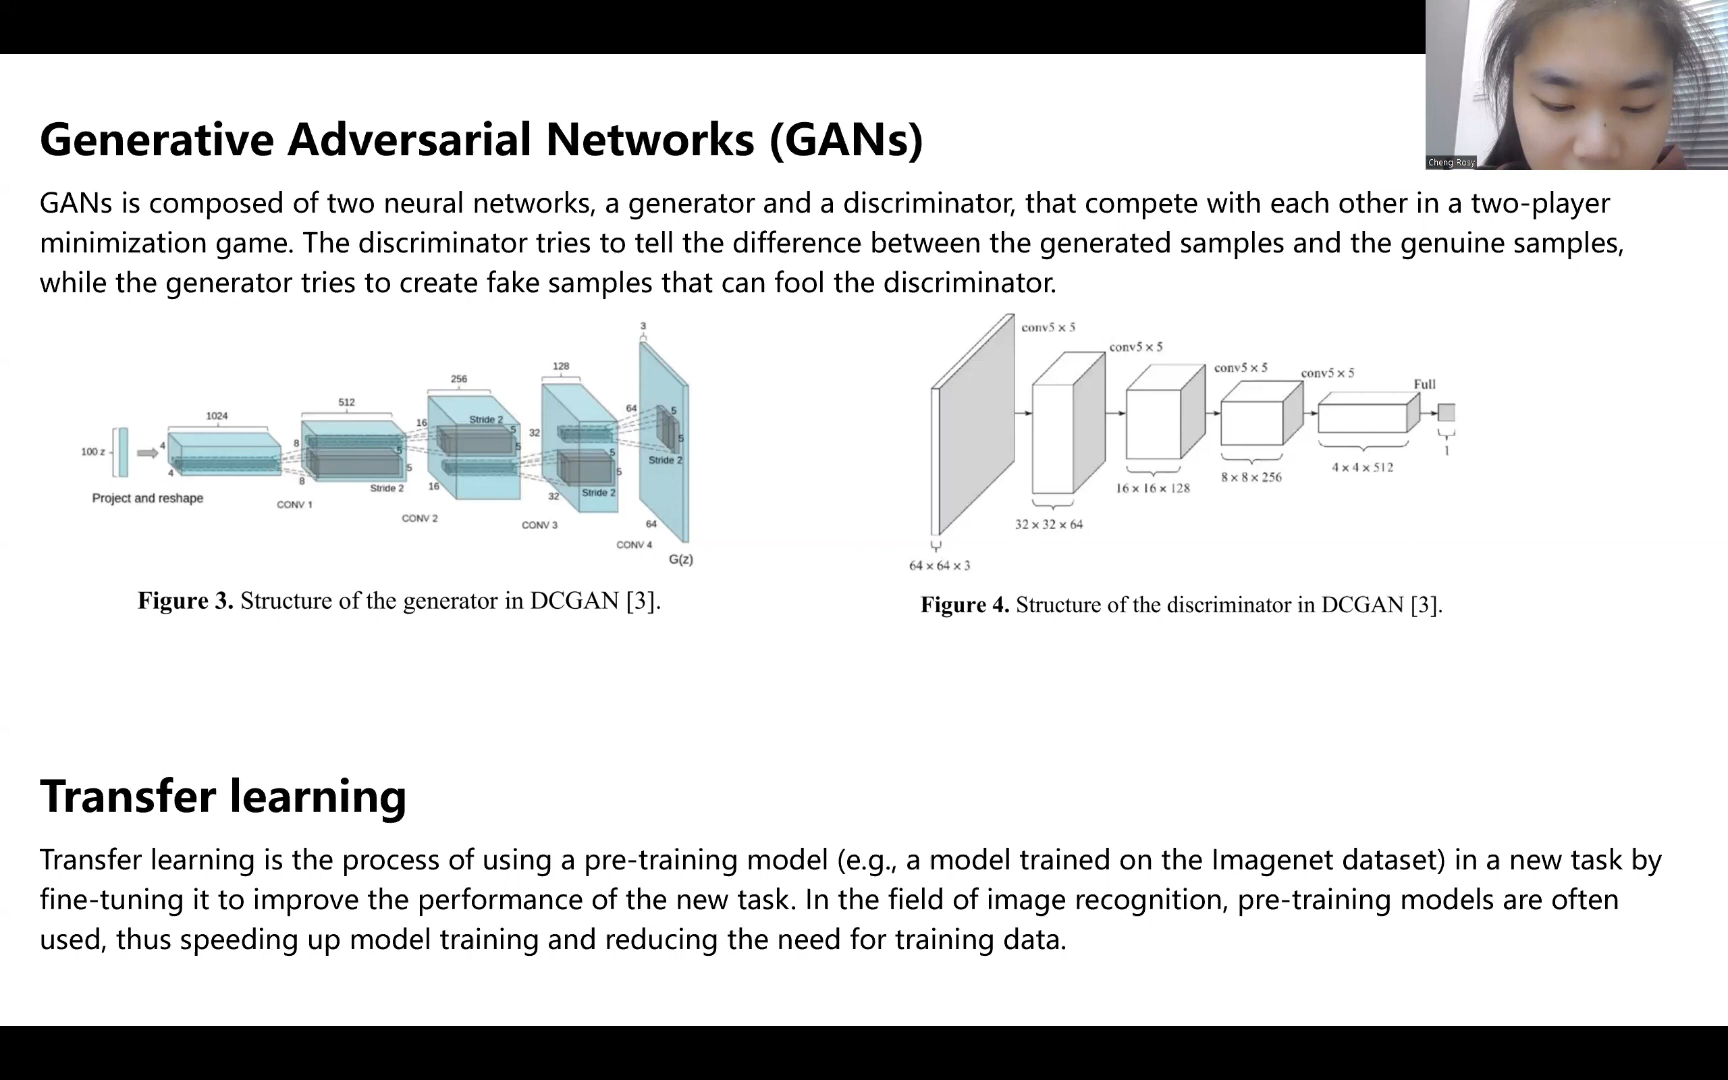 Cheng Rosy
Generative Adversarial Networks (GANs)
GANs is composed of two neural networks, a generator and a discriminator, that compete with each other in a two-player
minimization game. The discriminator tries to tell the difference between the generated samples and the genuine samples,
while the generator tries to create fake samples that can fool the discriminator.
3
128
256
512
1024
64
5
16
Stride 2
5
32
8
5
4
100 z
5
5
Stride 2
4
8
5
5
5
Stride 2
16
Stride 2
32
Project and reshape
CONV 1
CONV 2
CONV 3
64
CONV 4
G(z)
Figure 3. Structure of the generator in DCGAN [3].
conv5 x 5
conv5 x 5
conv5 x 5
conv5 x 5
Full
1
4 x 4 x 512
8 x 8 x 256
16 x 16 x 128
32 x 32 x 64
64 x 64 x 3
Figure 4. Structure of the discriminator in DCGAN [3].
Transfer learning
Transfer learning is the process of using a pre-training model (e.g., a model trained on the Imagenet dataset) in a new task by
fine-tuning it to improve the performance of the new task. In the field of image recognition, pre-training models are often
used, thus speeding up model training and reducing the need for training data.